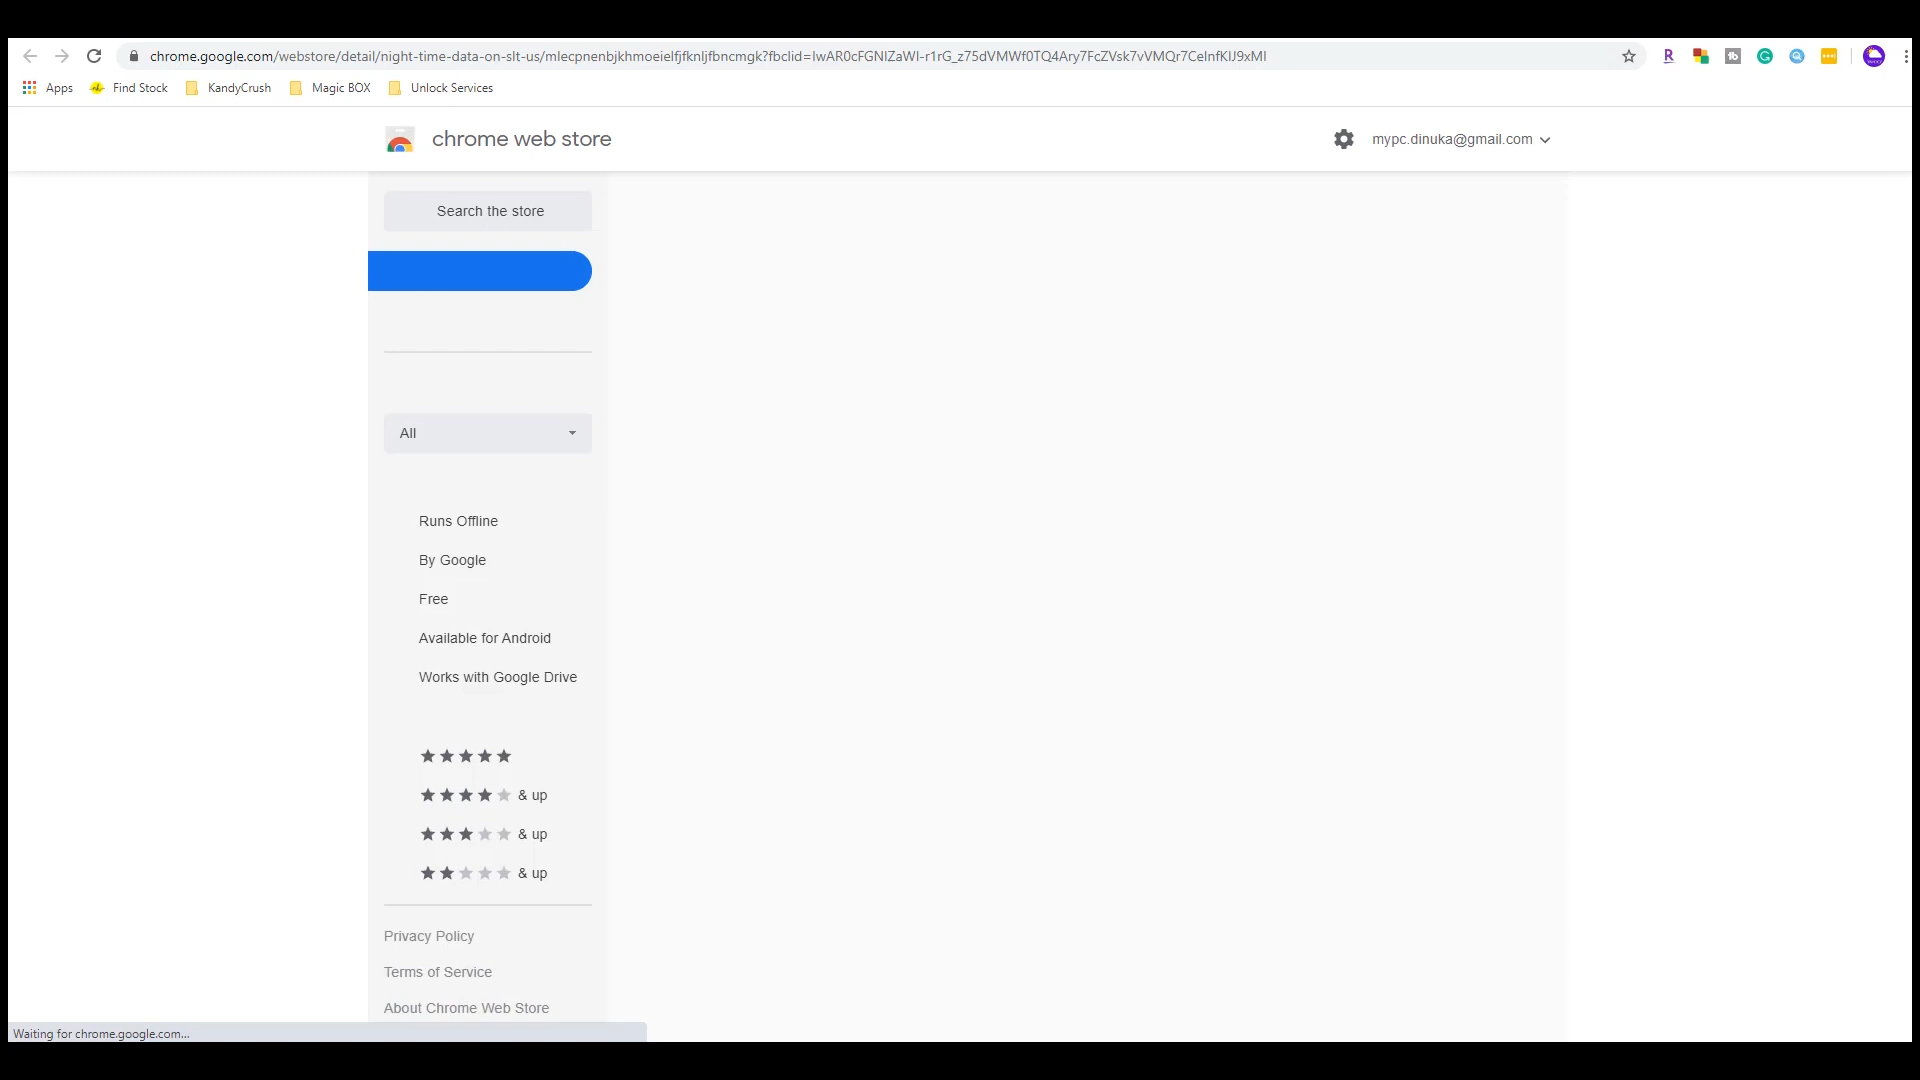 chrome.google.com/webstore/detail/night-time-data-on-slt-us/mlecpnenbjkhmoeielfjfknljfbncmgk?fbclid=IwAR0cFGNIZaWI-r1rG_z75dVMWf0TQ4Ary7FcZVsk7vVMQr7CeInfKIJ9xMI
Apps Find Stock KandyCrush Magic BOX Unlock Services
chrome web store
mypc.dinuka@gmail.com
Search the store
All
Runs Offline
By Google
Free
Available for Android
Works with Google Drive
& up
& up
& up
Privacy Policy
Terms of Service
About Chrome Web Store
Waiting for chrome.google.com...